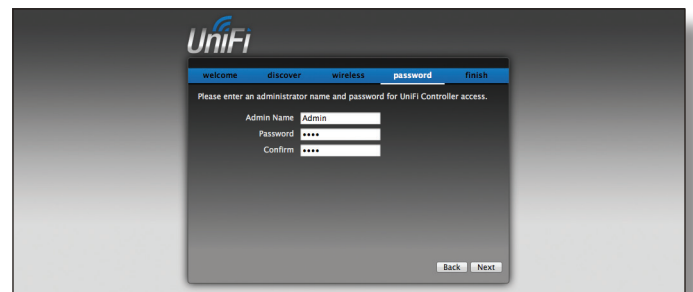 UniFi
welcome discover wireless password finish
Please enter an administrator name and password for UniFi Controller access.
Admin Name Admin
Password ••••
Confirm ••••
Back Next